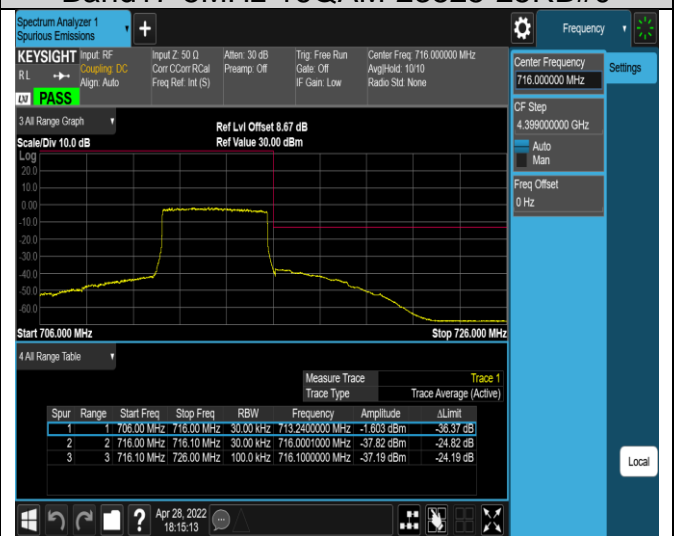 Spectrum Analyzer 1
Spurious Emissions
+
Frequency
KEYSIGHT
RL
PASS
Input: RF
Coupling: DC
Align: Auto
Input Z: 50 Ω
Corr CCorr RCal
Freq Ref: Int (S)
Atten: 30 dB
Preamp: Off
Trig: Free Run
Gate: Off
IF Gain: Low
Center Freq: 716.000000 MHz
Avg|Hold: 10/10
Radio Std: None
Center Frequency
716.000000 MHz
Settings
CF Step
4.399000000 GHz
Auto
Man
Freq Offset
0 Hz
3 All Range Graph
Scale/Div 10.0 dB
Ref Lvl Offset 8.67 dB
Ref Value 30.00 dBm
Log
20.0
10.0
0.00
-10.0
-20.0
-30.0
-40.0
-50.0
-60.0
Start 706.000 MHz
Stop 726.000 MHz
4 All Range Table
Measure Trace Trace 1
Trace Type Trace Average (Active)
Spur Range Start Freq Stop Freq RBW Frequency Amplitude ΔLimit
1 1 706.00 MHz 716.00 MHz 30.00 kHz 713.2400000 MHz -1.603 dBm -36.37 dB
2 2 716.00 MHz 716.10 MHz 30.00 kHz 716.0001000 MHz -37.82 dBm -24.82 dB
3 3 716.10 MHz 726.00 MHz 100.0 kHz 716.1000000 MHz -37.19 dBm -24.19 dB
Local
?
Apr 28, 2022
18:15:13